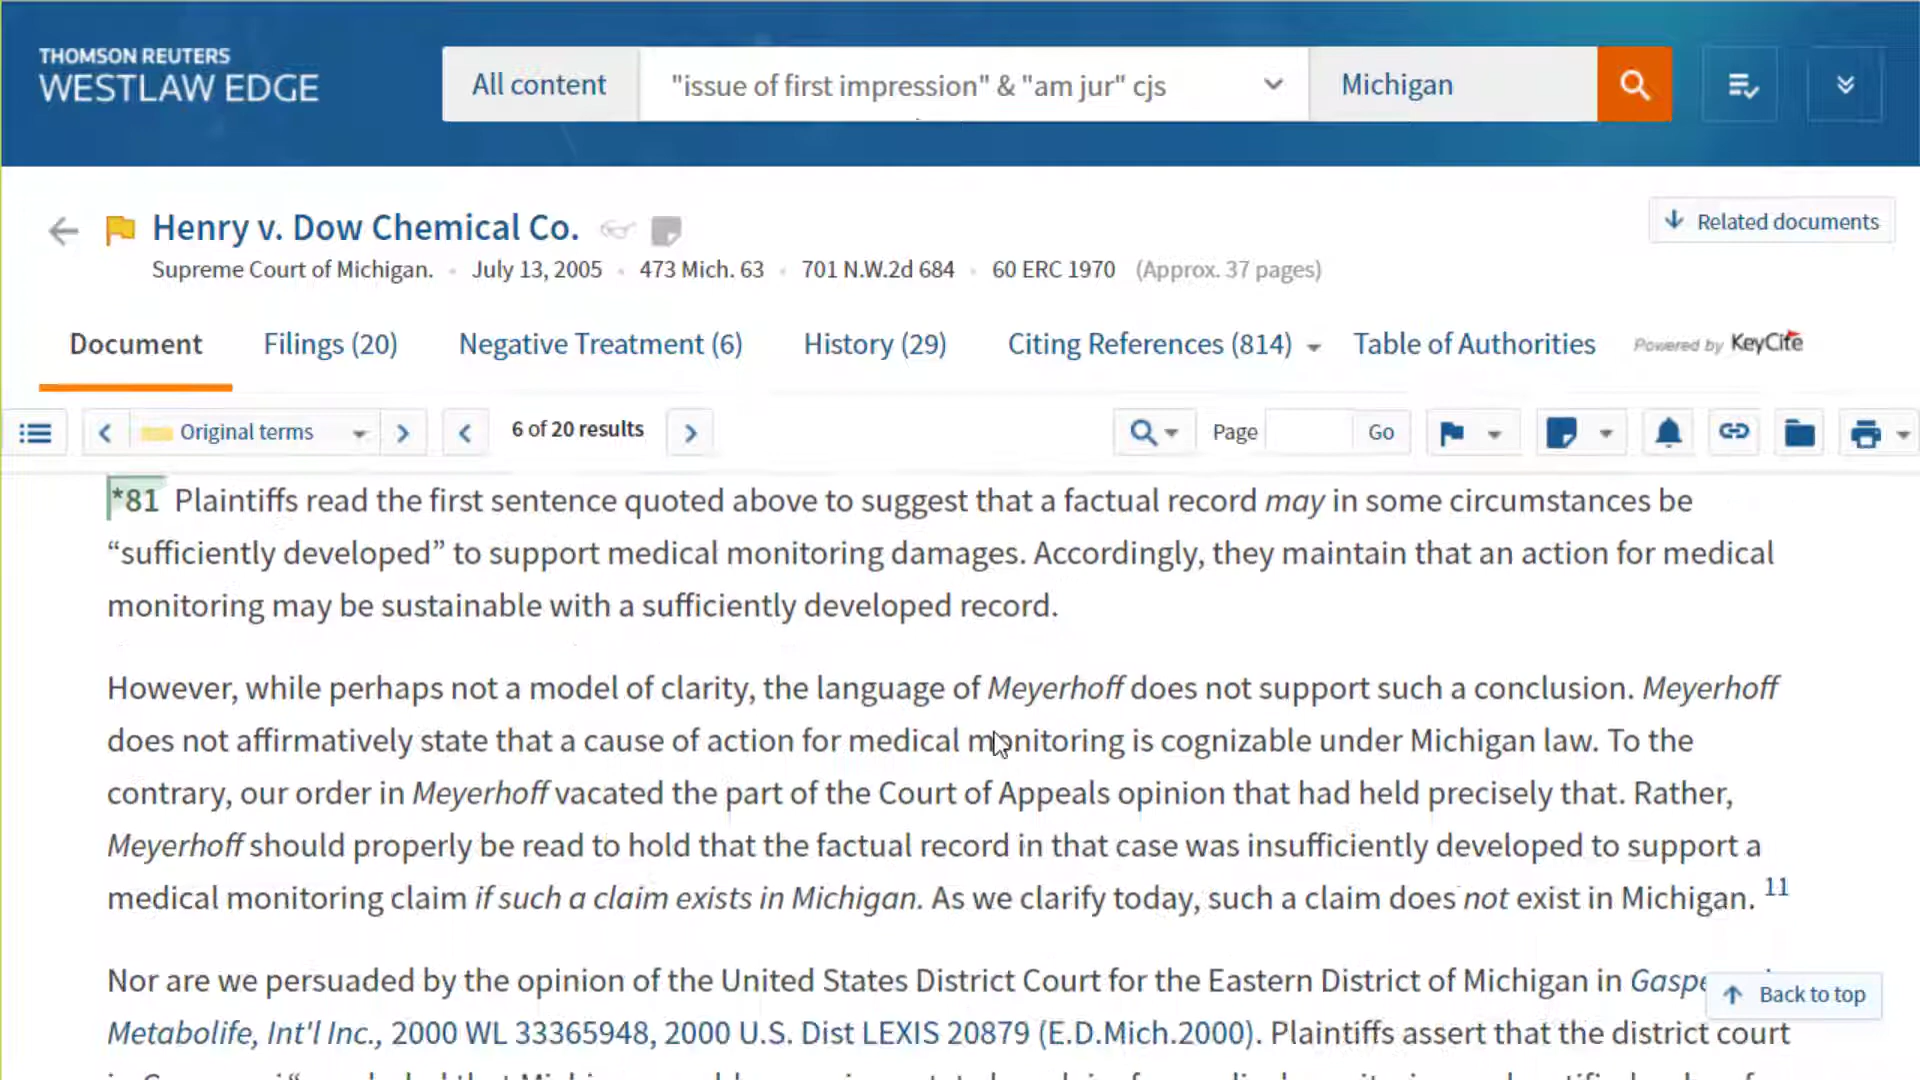 THOMSON REUTERS
WESTLAW EDGE
All content
"issue of first impression" & "am jur" cjs
Michigan
Henry v. Dow Chemical Co.
Related documents
Supreme Court of Michigan. • July 13, 2005 • 473 Mich. 63 • 701 N.W.2d 684 • 60 ERC 1970 (Approx. 37 pages)
Document Filings (20) Negative Treatment (6) History (29) Citing References (814) Table of Authorities Powered by KeyCite
Original terms 6 of 20 results Page Go
*81 Plaintiffs read the first sentence quoted above to suggest that a factual record may in some circumstances be
“sufficiently developed” to support medical monitoring damages. Accordingly, they maintain that an action for medical
monitoring may be sustainable with a sufficiently developed record.
However, while perhaps not a model of clarity, the language of Meyerhoff does not support such a conclusion. Meyerhoff
does not affirmatively state that a cause of action for medical monitoring is cognizable under Michigan law. To the
contrary, our order in Meyerhoff vacated the part of the Court of Appeals opinion that had held precisely that. Rather,
Meyerhoff should properly be read to hold that the factual record in that case was insufficiently developed to support a
medical monitoring claim if such a claim exists in Michigan. As we clarify today, such a claim does not exist in Michigan. 11
Nor are we persuaded by the opinion of the United States District Court for the Eastern District of Michigan in
Back to top
Metabolife, Int'l Inc., 2000 WL 33365948, 2000 U.S. Dist LEXIS 20879 (E.D.Mich.2000). Plaintiffs assert that the district court